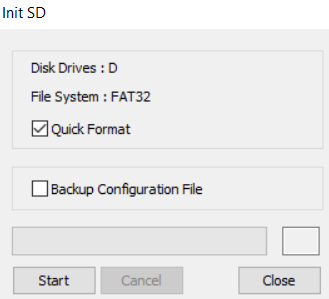 Init SD
Disk Drives : D
File System : FAT32
Quick Format
Backup Configuration File
Start
Cancel
Close